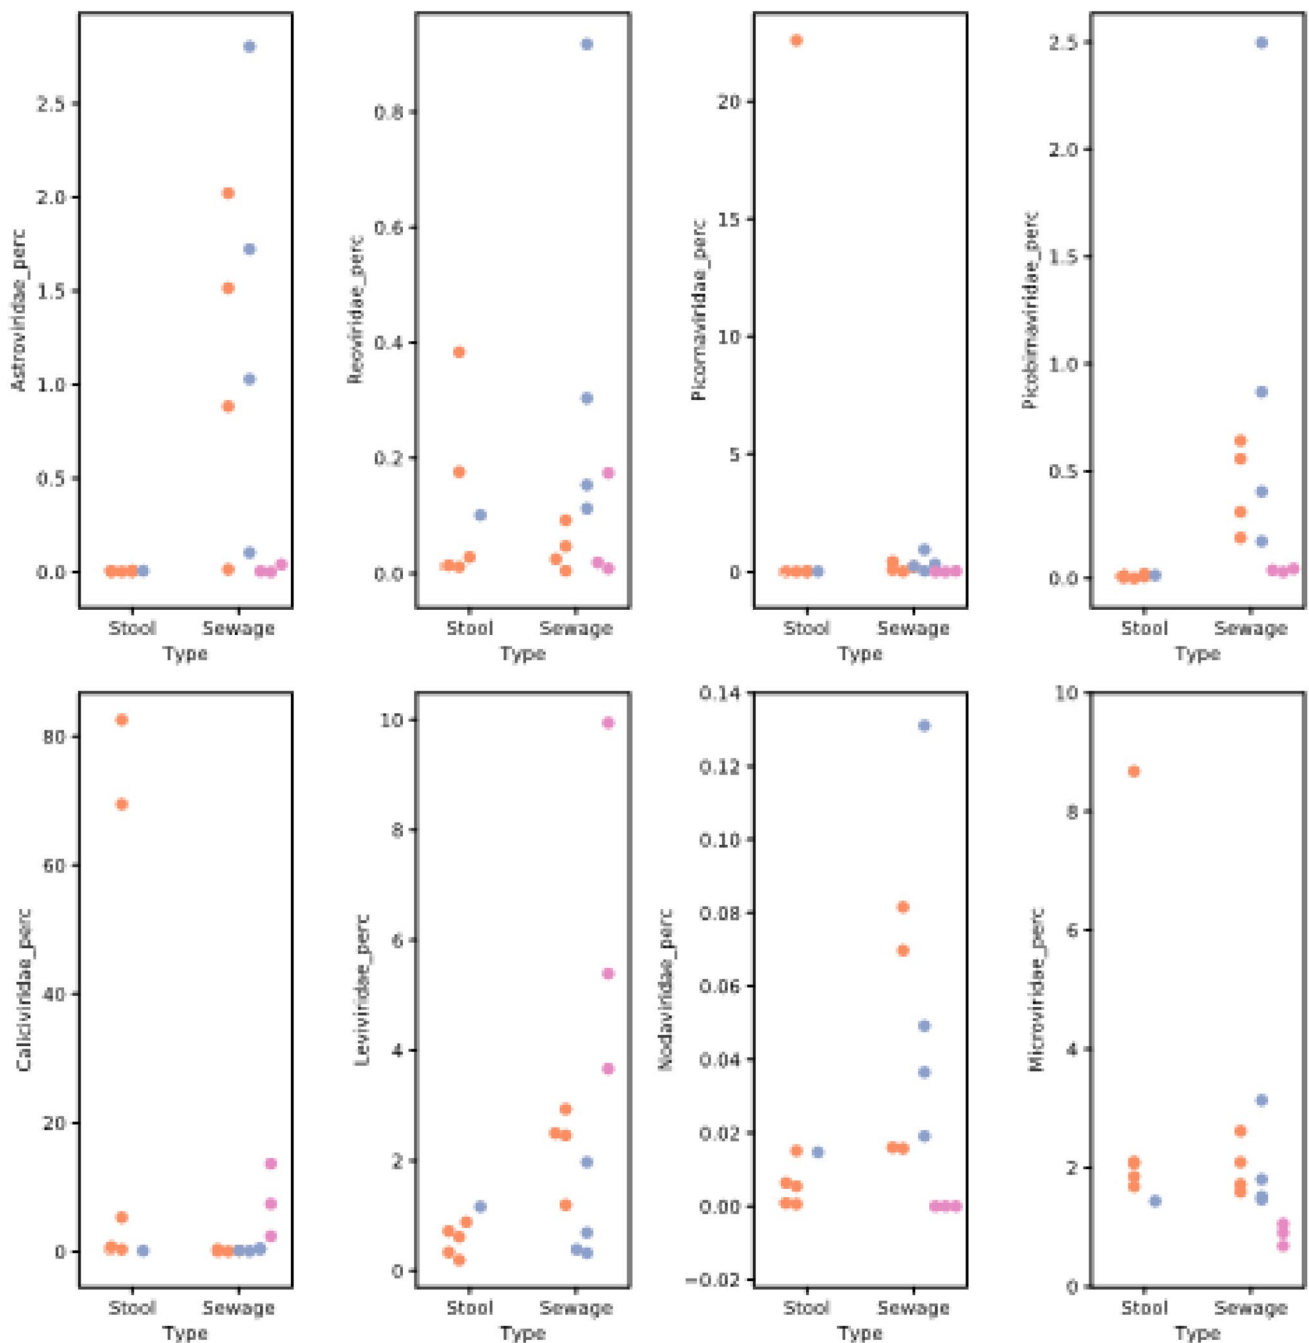 Astroviridae_perc
2.5
2.0
1.5
1.0
0.5
0.0
Stool Sewage
Type
Reoviridae_perc
0.8
0.6
0.4
0.2
0.0
Stool Sewage
Type
Picornaviridae_perc
20
15
10
5
0
Stool Sewage
Type
Picobirnaviridae_perc
2.5
2.0
1.5
1.0
0.5
0.0
Stool Sewage
Type
Caliciviridae_perc
80
60
40
20
0
Stool Sewage
Type
Leviviridae_perc
10
8
6
4
2
0
Stool Sewage
Type
Nodaviridae_perc
0.14
0.12
0.10
0.08
0.06
0.04
0.02
0.00
−0.02
Stool Sewage
Type
Microviridae_perc
10
8
6
4
2
0
Stool Sewage
Type